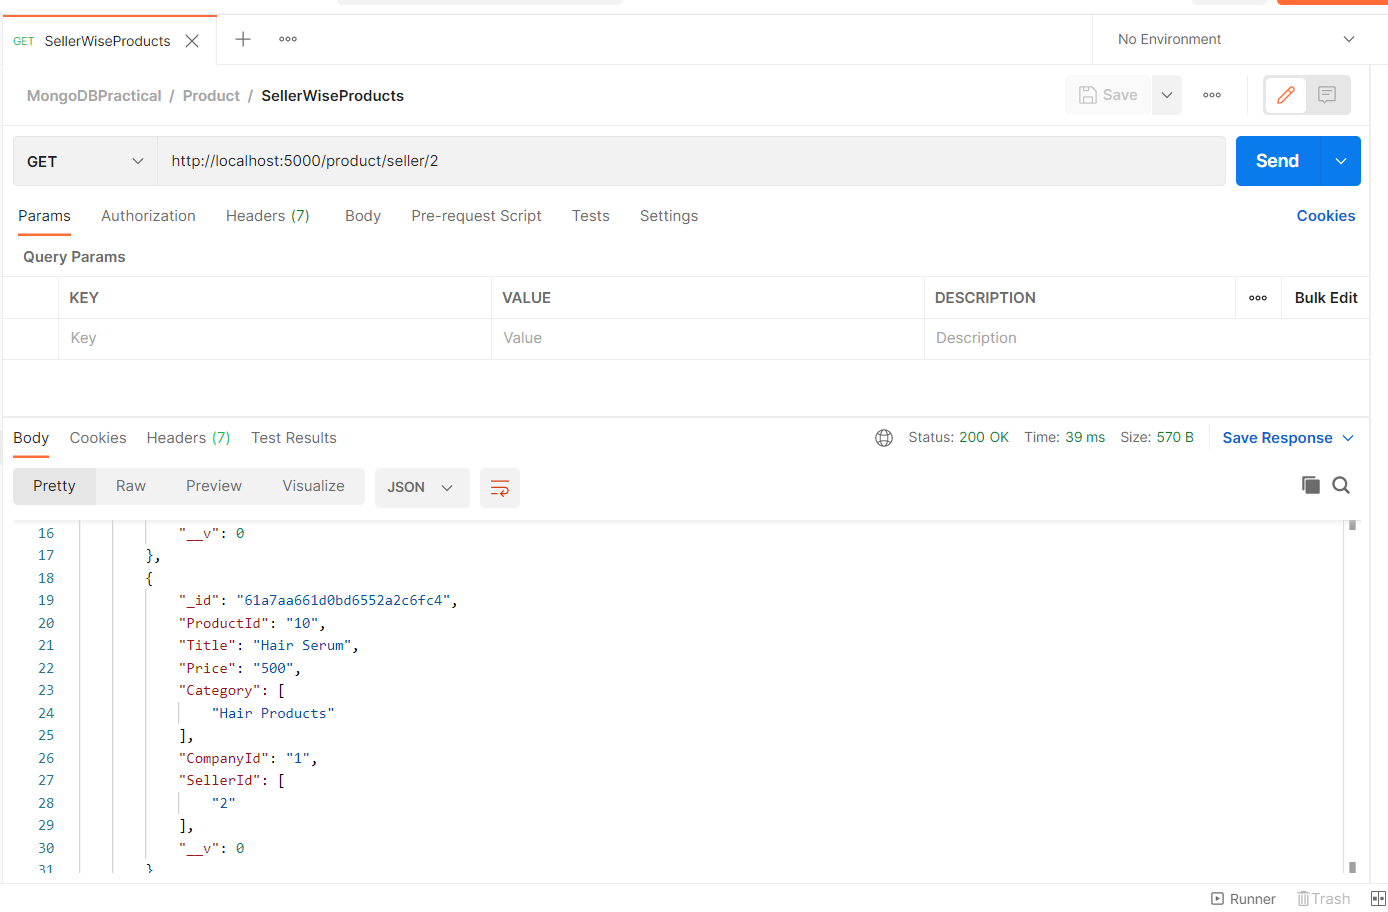 GET SellerWiseProducts
No Environment
MongoDBPractical / Product / SellerWiseProducts
Save
GET
http://localhost:5000/product/seller/2
Send
Params Authorization Headers (7) Body Pre-request Script Tests Settings Cookies
Query Params
KEY VALUE DESCRIPTION Bulk Edit
Key Value Description
Body Cookies Headers (7) Test Results Status: 200 OK Time: 39 ms Size: 570 B Save Response
Pretty Raw Preview Visualize JSON
16 "__v": 0
17 },
18 {
19 "_id": "61a7aa661d0bd6552a2c6fc4",
20 "ProductId": "10",
21 "Title": "Hair Serum",
22 "Price": "500",
23 "Category": [
24 "Hair Products"
25 ],
26 "CompanyId": "1",
27 "SellerId": [
28 "2"
29 ],
30 "__v": 0
31 }
Runner Trash